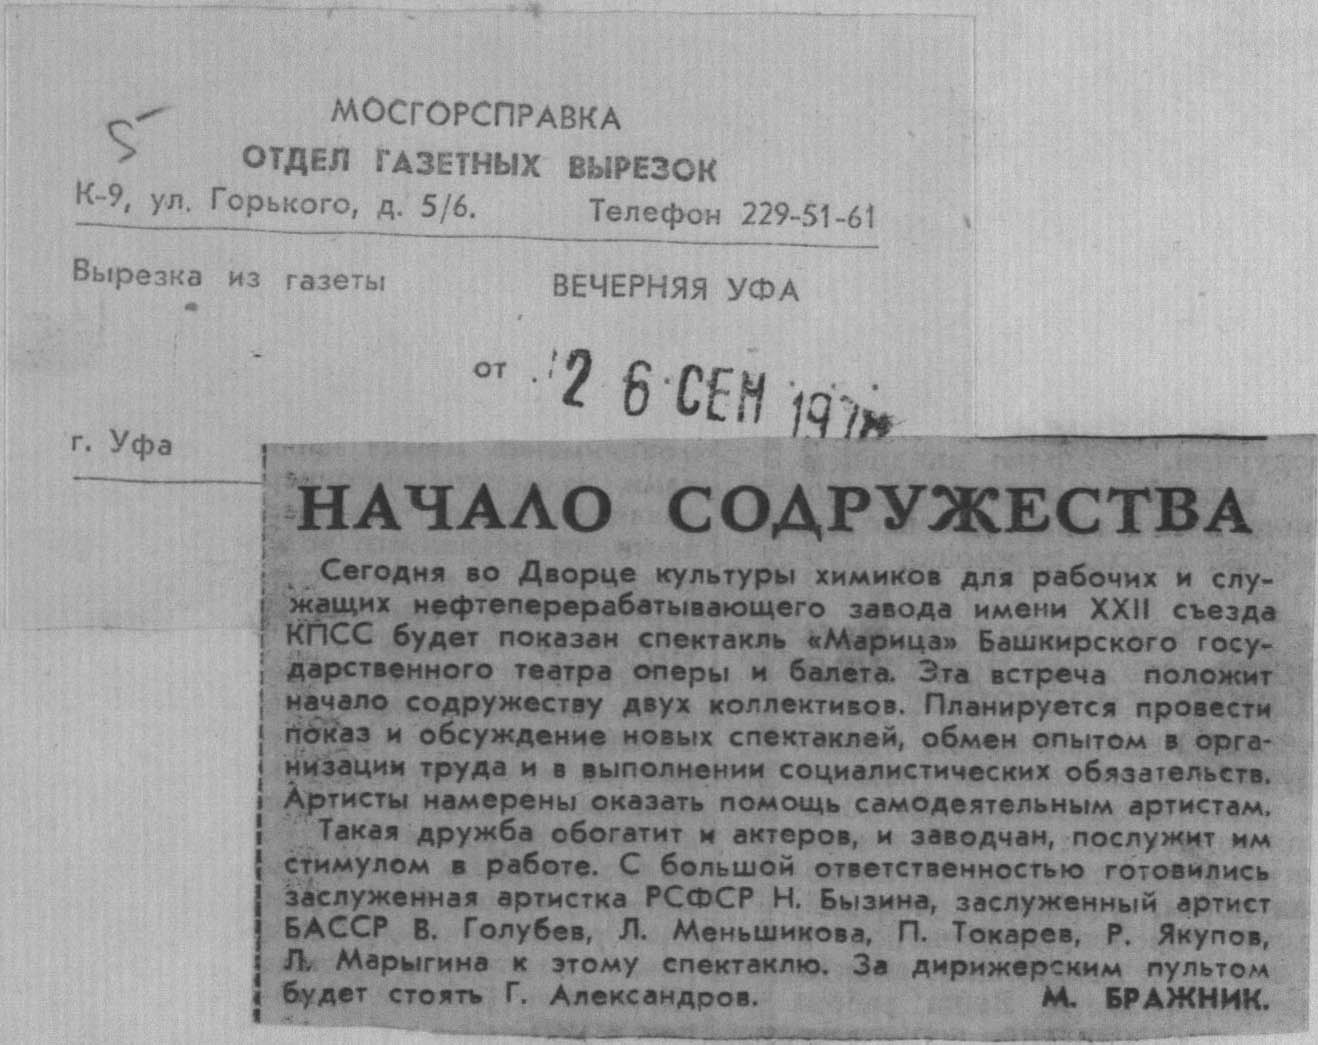 5
МОСГОРСПРАВКА
ОТДЕЛ ГАЗЕТНЫХ ВЫРЕЗОК
К-9, ул. Горького, д. 5/6. Телефон 229-51-61
Вырезка из газеты ВЕЧЕРНЯЯ УФА
от 26 СЕН
г. Уфа
НАЧАЛО СОДРУЖЕСТВА
Сегодня во Дворце культуры химиков для рабочих и слу-
жащих нефтеперерабатывающего завода имени XXII съезда
КПСС будет показан спектакль «Марица» Башкирского госу-
дарственного театра оперы и балета. Эта встреча положит
начало содружеству двух коллективов. Планируется провести
показ и обсуждение новых спектаклей, обмен опытом в орга-
низации труда и в выполнении социалистических обязательств.
Артисты намерены оказать помощь самодеятельным артистам.
Такая дружба обогатит и актеров, и заводчан, послужит им
стимулом в работе. С большой ответственностью готовились
заслуженная артистка РСФСР Н. Бызина, заслуженный артист
БАССР В. Голубев, Л. Меньшикова, П. Токарев, Р. Якупов,
Л. Марыгина к этому спектаклю. За дирижерским пультом
будет стоять Г. Александров. М. БРАЖНИК.